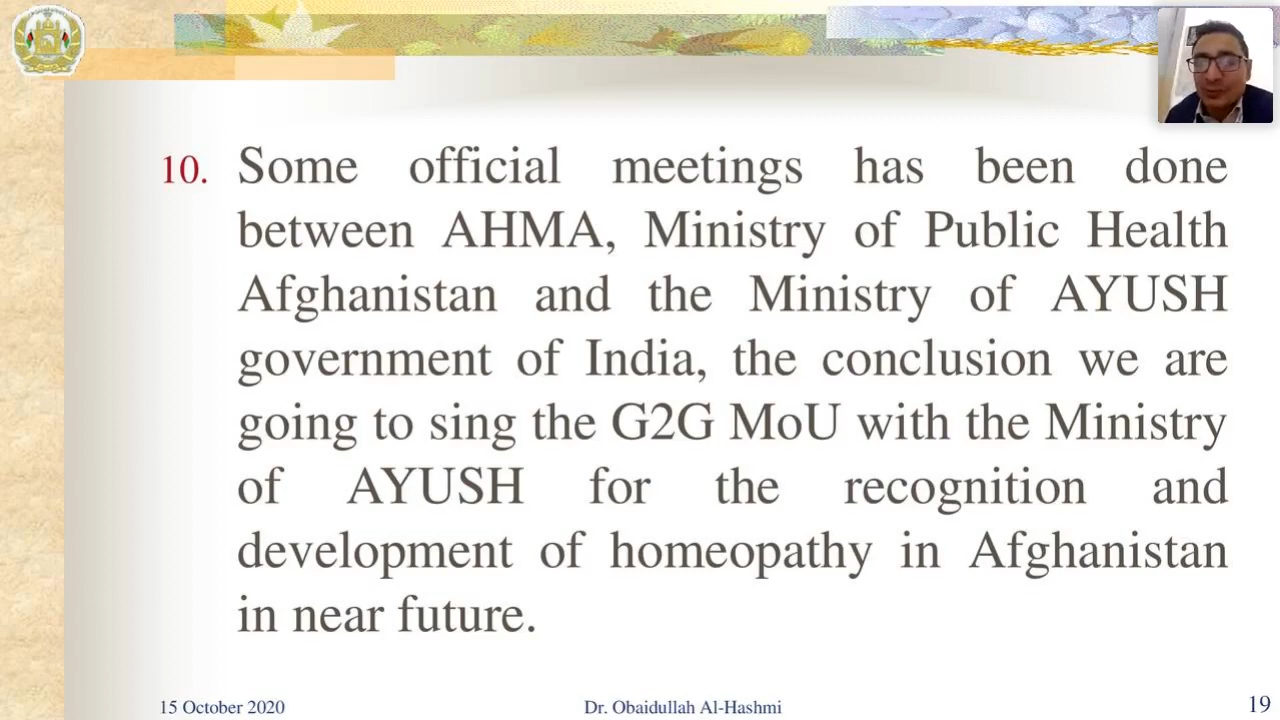 10. Some official meetings has been done
between AHMA, Ministry of Public Health
Afghanistan and the Ministry of AYUSH
government of India, the conclusion we are
going to sing the G2G MoU with the Ministry
of AYUSH for the recognition and
development of homeopathy in Afghanistan
in near future.
15 October 2020
Dr. Obaidullah Al-Hashmi
19